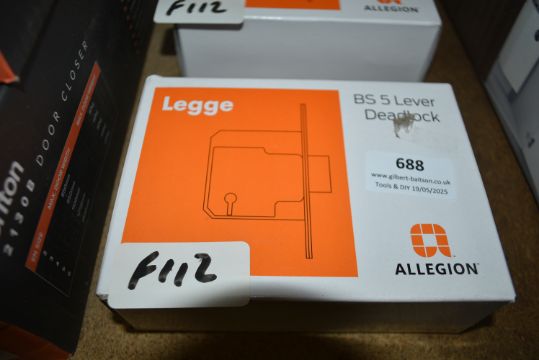 F112
ALLEGION
DOOR CLOSER
2130B
Legge
BS 5 Lever
Deadlock
688
www.gilbert-baitson.co.uk
Tools & DIY 19/05/2025
ALLEGION
F112